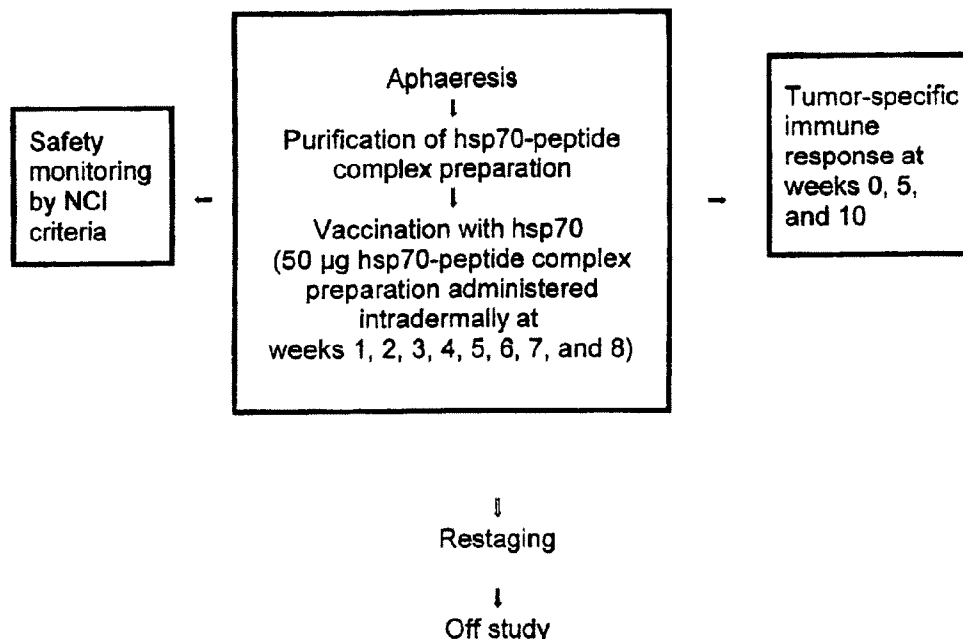 Aphaeresis
Purification of hsp70-peptide
complex preparation
Vaccination with hsp70
(50 µg hsp70-peptide complex
preparation administered
intradermally at
weeks 1, 2, 3, 4, 5, 6, 7, and 8)
Safety
monitoring
by NCI
criteria
Tumor-specific
immune
response at
weeks 0, 5,
and 10
Restaging
Off study